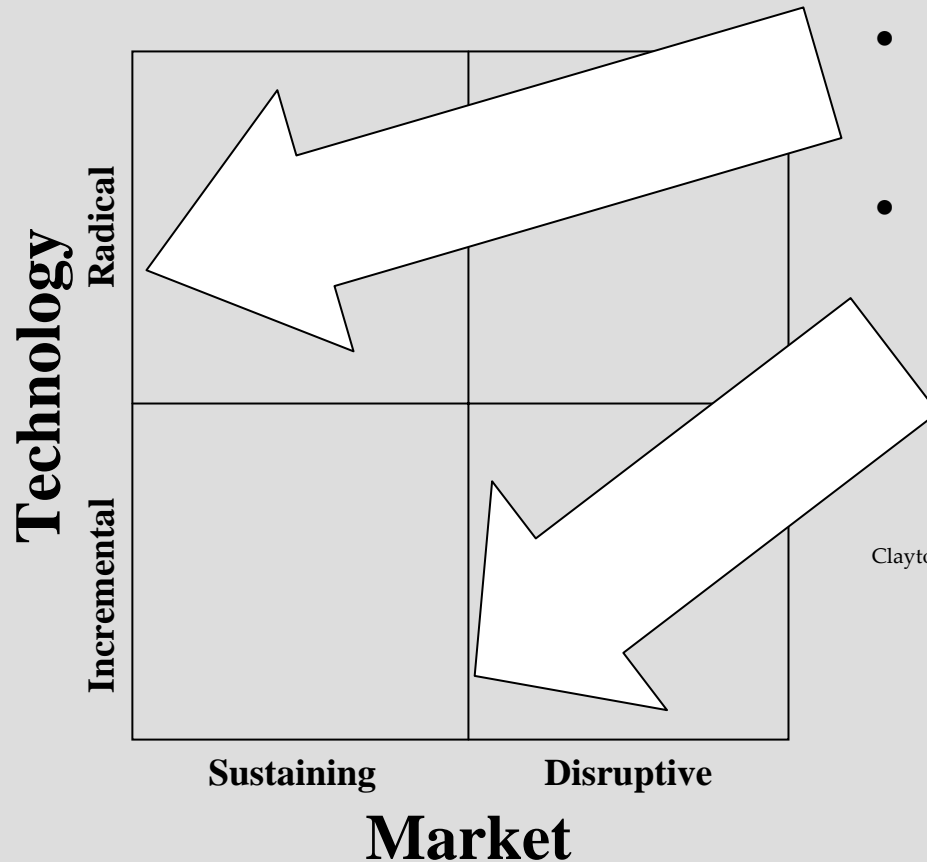 Technology
Radical
Incremental
Sustaining Disruptive
Market